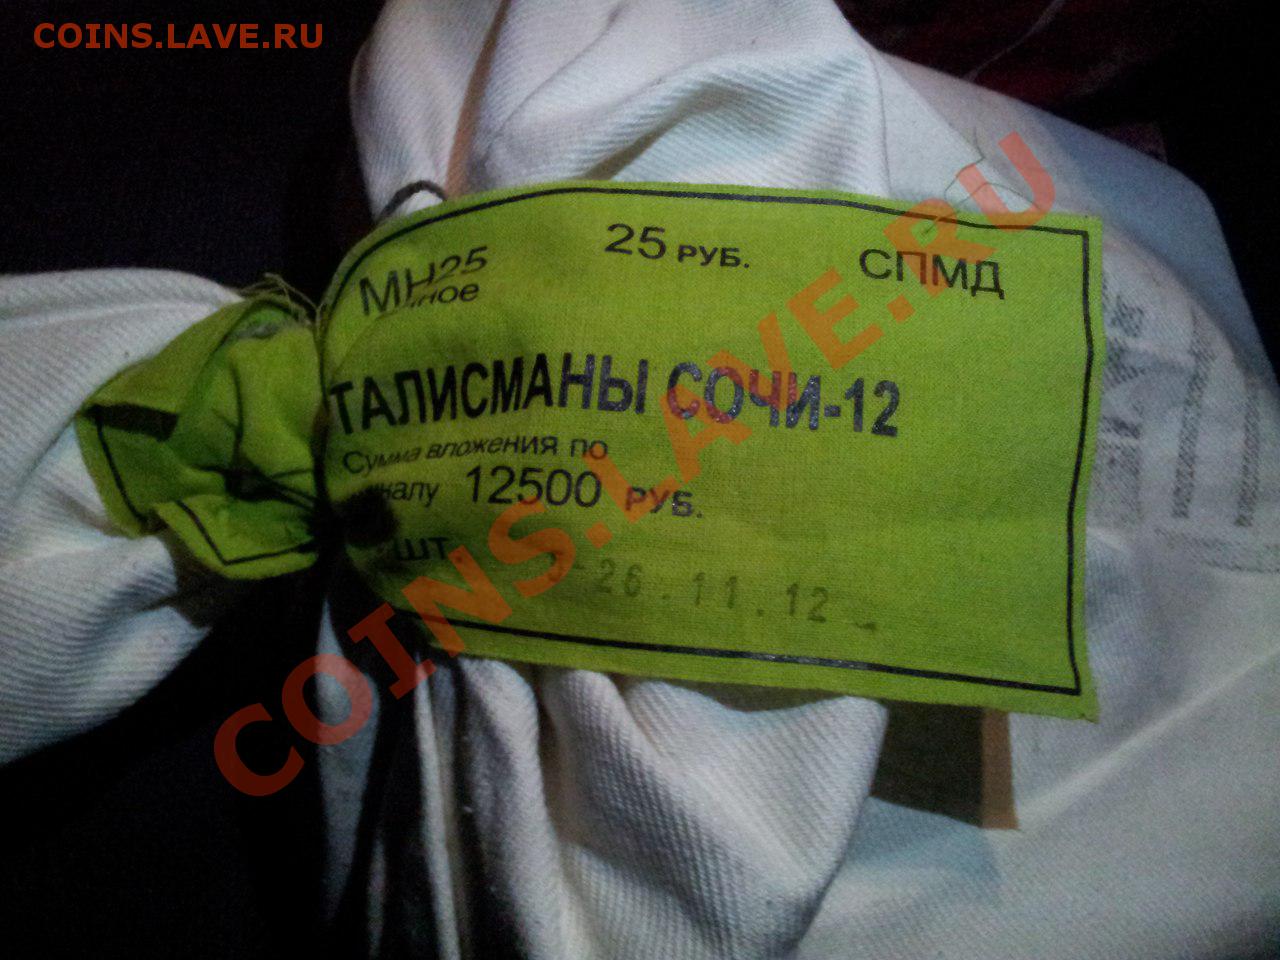 COINS.LAVE.RU
МН25 25 РУБ. СПМД
ТАЛИСМАНЫ СОЧИ-12
Сумма вложения по
12500 РУБ.
ШТ.
26.11.12
COINS.LAVE.RU